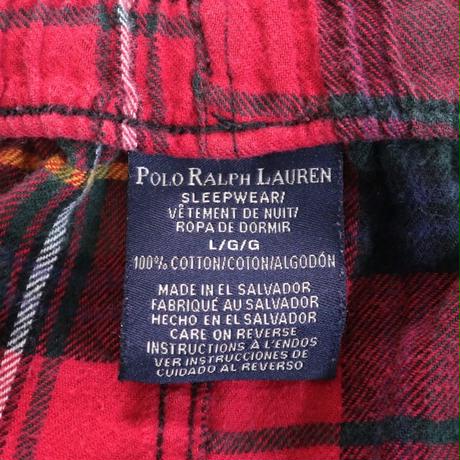 POLO RALPH LAUREN
SLEEPWEAR/
VÊTEMENT DE NUIT/
ROPA DE DORMIR
L/G/G
100% COTTON/COTON/ALGODÓN
MADE IN EL SALVADOR
FABRIQUÉ AU SALVADOR
HECHO EN EL SALVADOR
CARE ON REVERSE
INSTRUCTIONS À L'ENDOS
VER INSTRUCCIONES DE
CUIDADO AL REVERSO